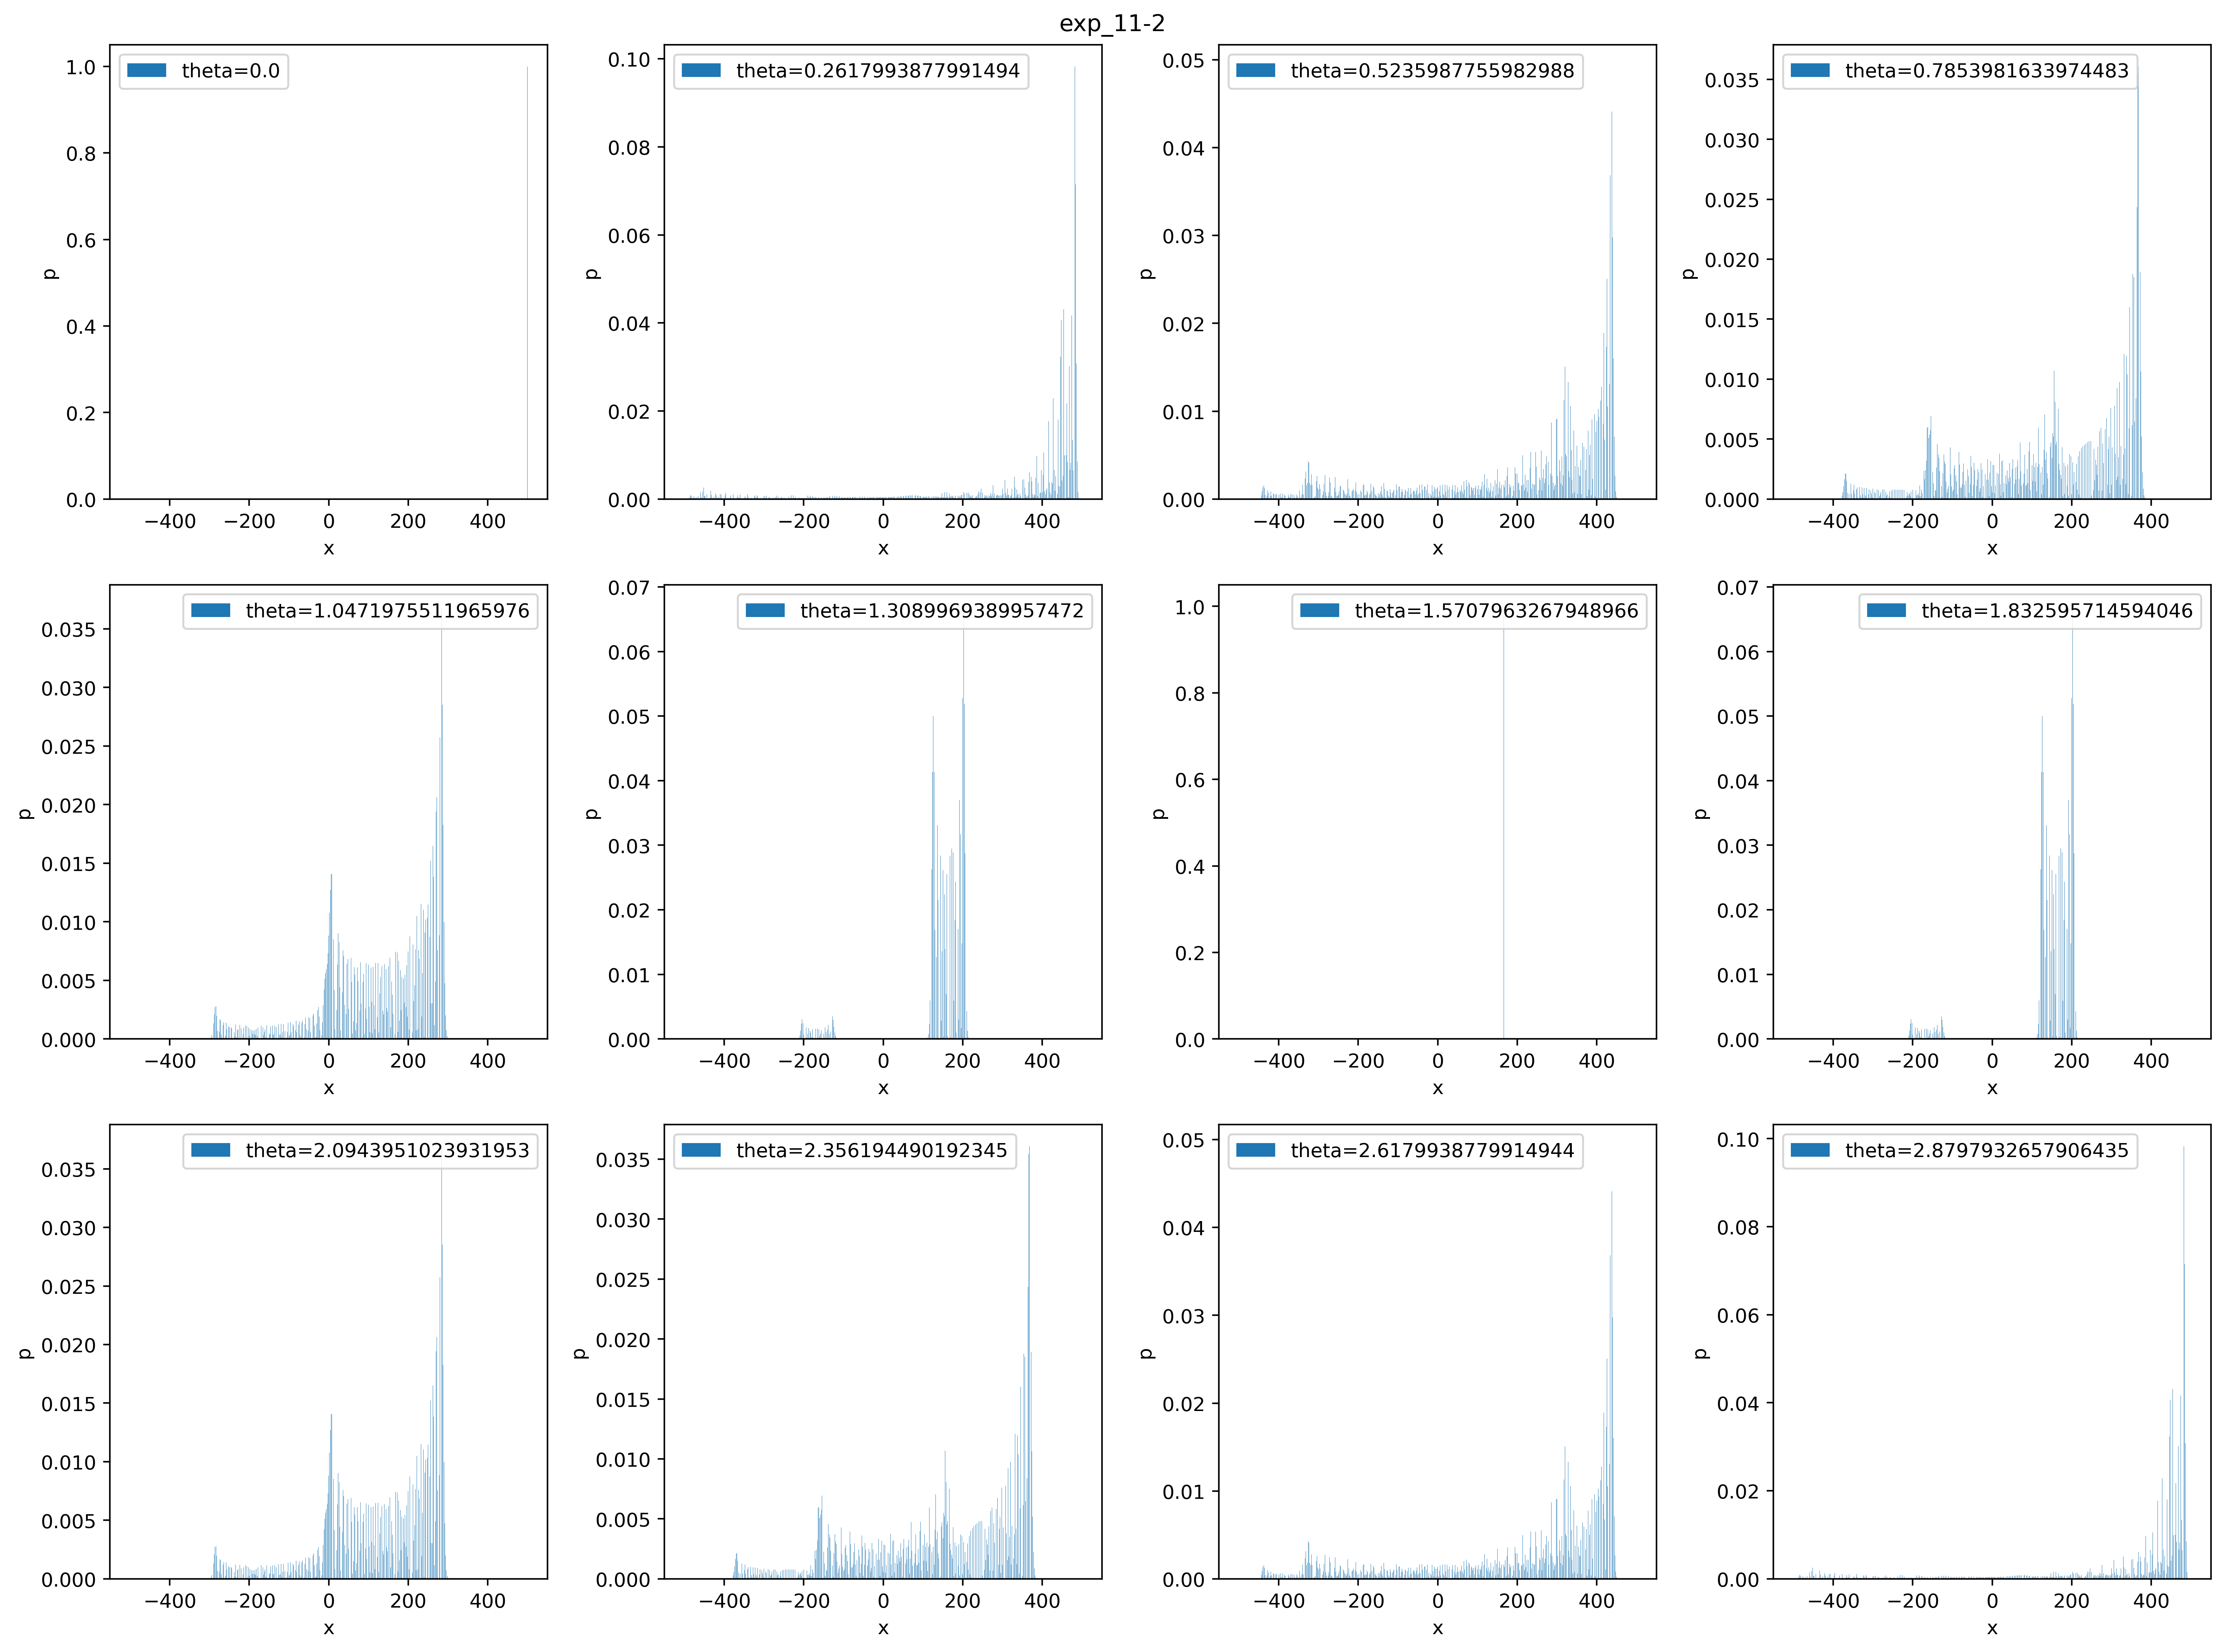 exp_11-2
theta=0.0
1.0
0.8
0.6
0.4
0.2
0.0
p
−400 −200 0 200 400
x
theta=0.2617993877991494
0.10
0.08
0.06
0.04
0.02
0.00
p
−400 −200 0 200 400
x
theta=0.5235987755982988
0.05
0.04
0.03
0.02
0.01
0.00
p
−400 −200 0 200 400
x
theta=0.7853981633974483
0.035
0.030
0.025
0.020
0.015
0.010
0.005
0.000
p
−400 −200 0 200 400
x
theta=1.0471975511965976
0.035
0.030
0.025
0.020
0.015
0.010
0.005
0.000
p
−400 −200 0 200 400
x
theta=1.3089969389957472
0.07
0.06
0.05
0.04
0.03
0.02
0.01
0.00
p
−400 −200 0 200 400
x
theta=1.5707963267948966
1.0
0.8
0.6
0.4
0.2
0.0
p
−400 −200 0 200 400
x
theta=1.832595714594046
0.07
0.06
0.05
0.04
0.03
0.02
0.01
0.00
p
−400 −200 0 200 400
x
theta=2.0943951023931953
0.035
0.030
0.025
0.020
0.015
0.010
0.005
0.000
p
−400 −200 0 200 400
x
theta=2.356194490192345
0.035
0.030
0.025
0.020
0.015
0.010
0.005
0.000
p
−400 −200 0 200 400
x
theta=2.6179938779914944
0.05
0.04
0.03
0.02
0.01
0.00
p
−400 −200 0 200 400
x
theta=2.8797932657906435
0.10
0.08
0.06
0.04
0.02
0.00
p
−400 −200 0 200 400
x